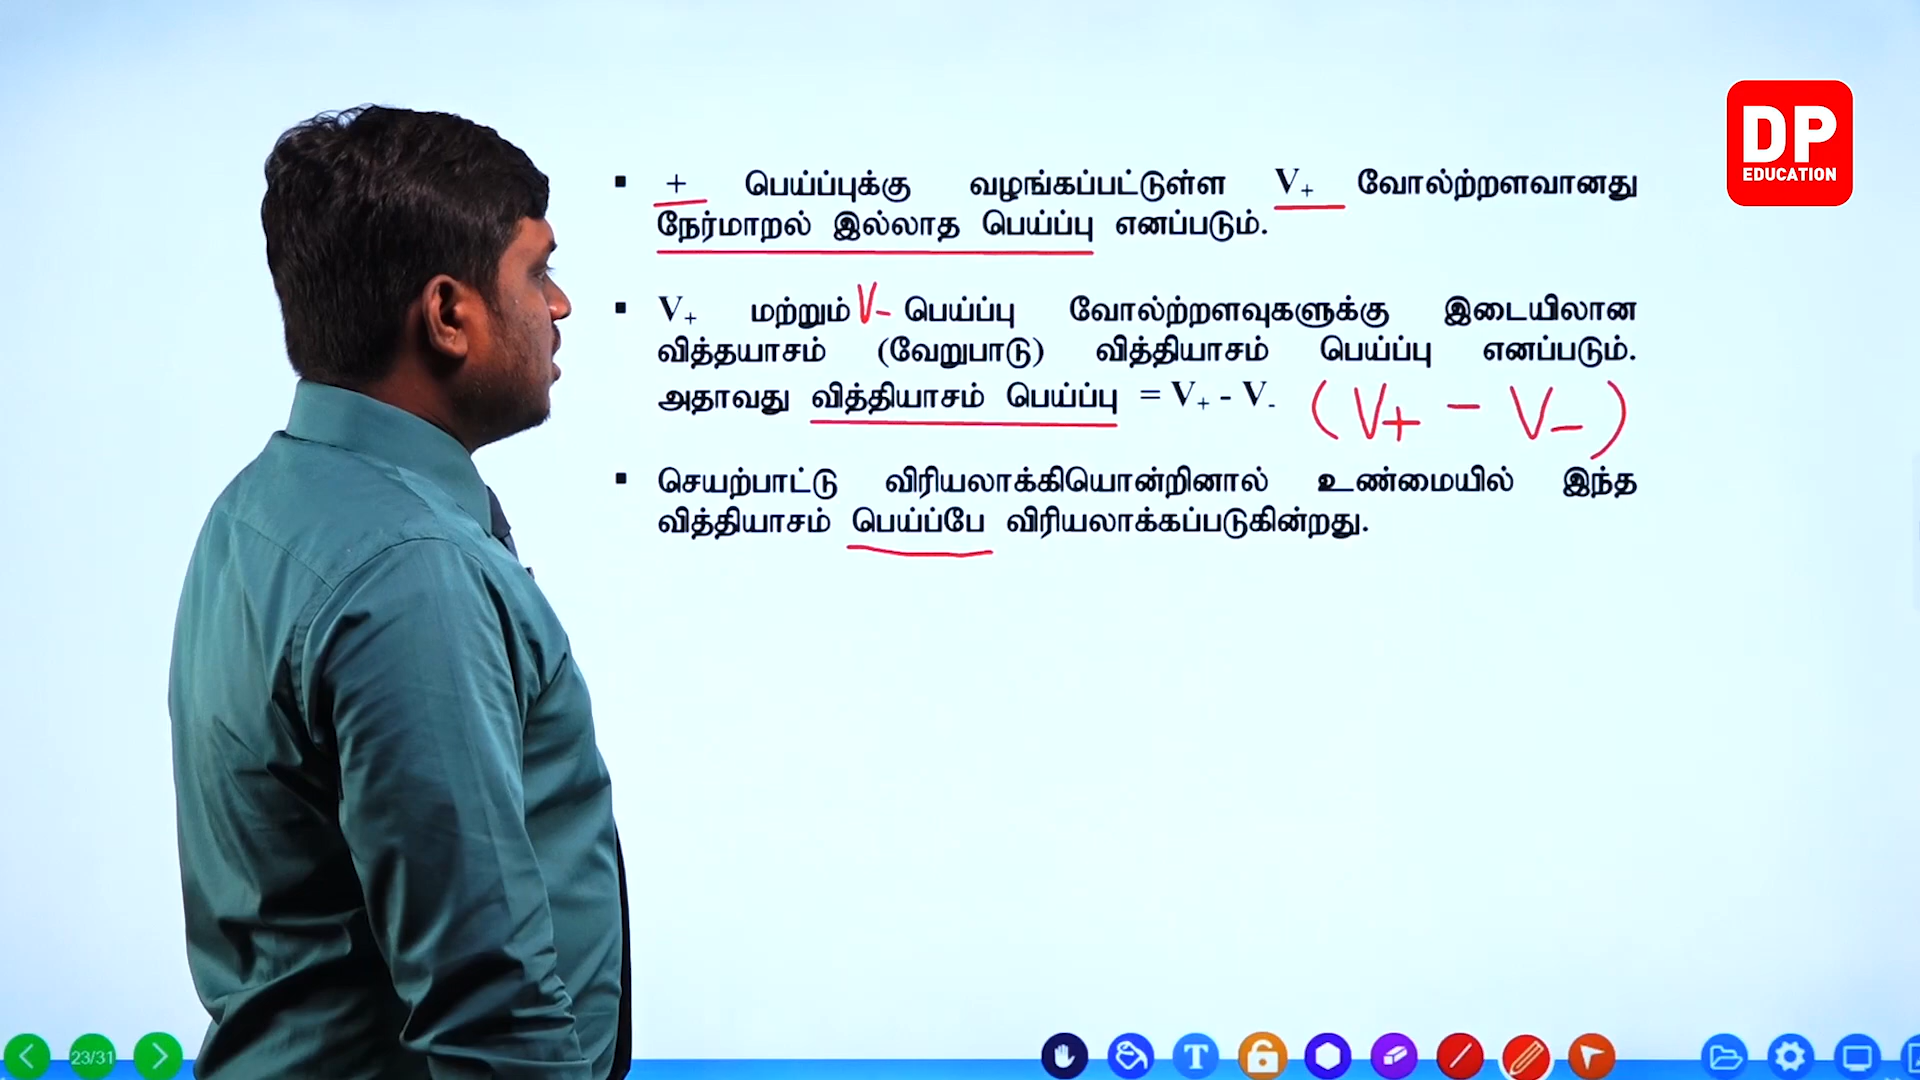 DP
EDUCATION
▪ + பெய்ப்புக்கு வழங்கப்பட்டுள்ள V₊ வோல்ற்றளவானது
நேர்மாறல் இல்லாத பெய்ப்பு எனப்படும்.
▪ V₊ மற்றும் V₋ பெய்ப்பு வோல்ற்றளவுகளுக்கு இடையிலான
வித்தயாசம் (வேறுபாடு) வித்தியாசம் பெய்ப்பு எனப்படும்.
அதாவது வித்தியாசம் பெய்ப்பு = V₊ - V₋ (V₊ - V₋)
▪ செயற்பாட்டு விரியலாக்கியொன்றினால் உண்மையில் இந்த
வித்தியாசம் பெய்ப்பே விரியலாக்கப்படுகின்றது.
23/31
T